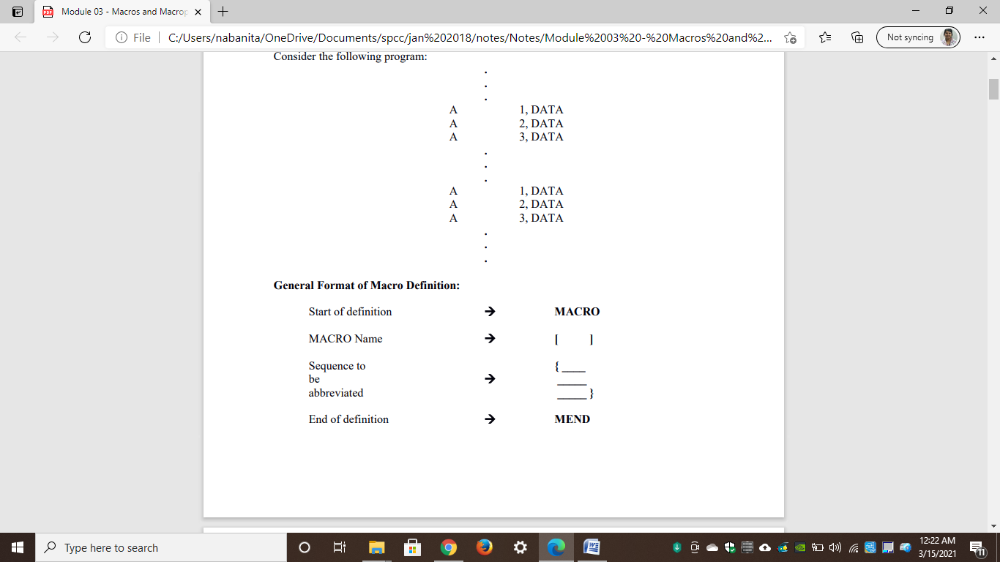 Module 03 - Macros and Macrop
Not syncing
File
C:/Users/nabanita/OneDrive/Documents/spcc/jan%202018/notes/Notes/Module%2003%20-%20Macros%20and%2...
Consider the following program:
.
.
.
A 1, DATA
A 2, DATA
A 3, DATA
.
.
.
A 1, DATA
A 2, DATA
A 3, DATA
.
.
.
General Format of Macro Definition:
Start of definition → MACRO
MACRO Name → [ ]
Sequence to { ____
be → _____
abbreviated _____ }
End of definition → MEND
Type here to search
12:22 AM
3/15/2021
11